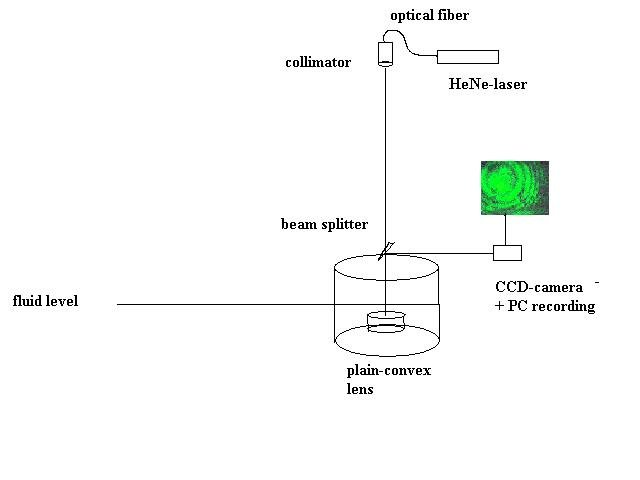 optical fiber
collimator
HeNe-laser
beam splitter
CCD-camera -
+ PC recording
fluid level
plain-convex
lens